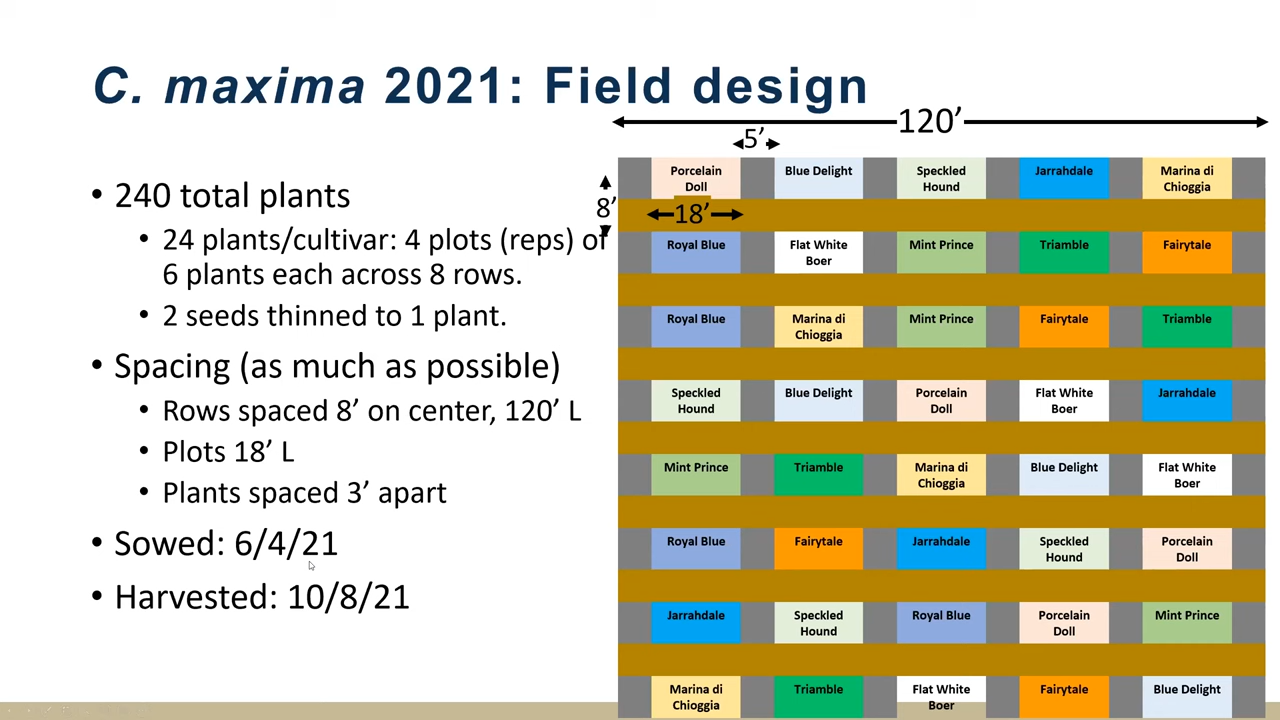 C. maxima 2021: Field design
• 240 total plants
• 24 plants/cultivar: 4 plots (reps) of
6 plants each across 8 rows.
• 2 seeds thinned to 1 plant.
• Spacing (as much as possible)
• Rows spaced 8’ on center, 120’ L
• Plots 18’ L
• Plants spaced 3’ apart
• Sowed: 6/4/21
• Harvested: 10/8/21
120’
5’
8’
18’
Porcelain
Doll
Blue Delight
Speckled
Hound
Jarrahdale
Marina di
Chioggia
Royal Blue
Flat White
Boer
Mint Prince
Triamble
Fairytale
Royal Blue
Marina di
Chioggia
Mint Prince
Fairytale
Triamble
Speckled
Hound
Blue Delight
Porcelain
Doll
Flat White
Boer
Jarrahdale
Mint Prince
Triamble
Marina di
Chioggia
Blue Delight
Flat White
Boer
Royal Blue
Fairytale
Jarrahdale
Speckled
Hound
Porcelain
Doll
Jarrahdale
Speckled
Hound
Royal Blue
Porcelain
Doll
Mint Prince
Marina di
Chioggia
Triamble
Flat White
Boer
Fairytale
Blue Delight